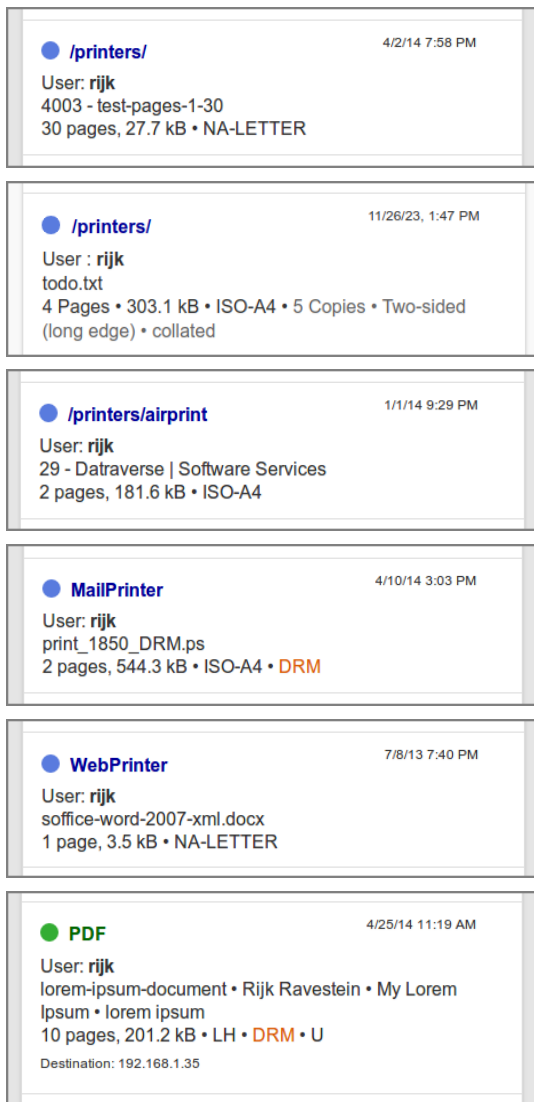 /printers/ 4/2/14 7:58 PM
User: rijk
4003 - test-pages-1-30
30 pages, 27.7 kB • NA-LETTER
/printers/ 11/26/23, 1:47 PM
User : rijk
todo.txt
4 Pages • 303.1 kB • ISO-A4 • 5 Copies • Two-sided
(long edge) • collated
/printers/airprint 1/1/14 9:29 PM
User: rijk
29 - Datraverse | Software Services
2 pages, 181.6 kB • ISO-A4
MailPrinter 4/10/14 3:03 PM
User: rijk
print_1850_DRM.ps
2 pages, 544.3 kB • ISO-A4 • DRM
WebPrinter 7/8/13 7:40 PM
User: rijk
soffice-word-2007-xml.docx
1 page, 3.5 kB • NA-LETTER
PDF 4/25/14 11:19 AM
User: rijk
lorem-ipsum-document • Rijk Ravestein • My Lorem
Ipsum • lorem ipsum
10 pages, 201.2 kB • LH • DRM • U
Destination: 192.168.1.35